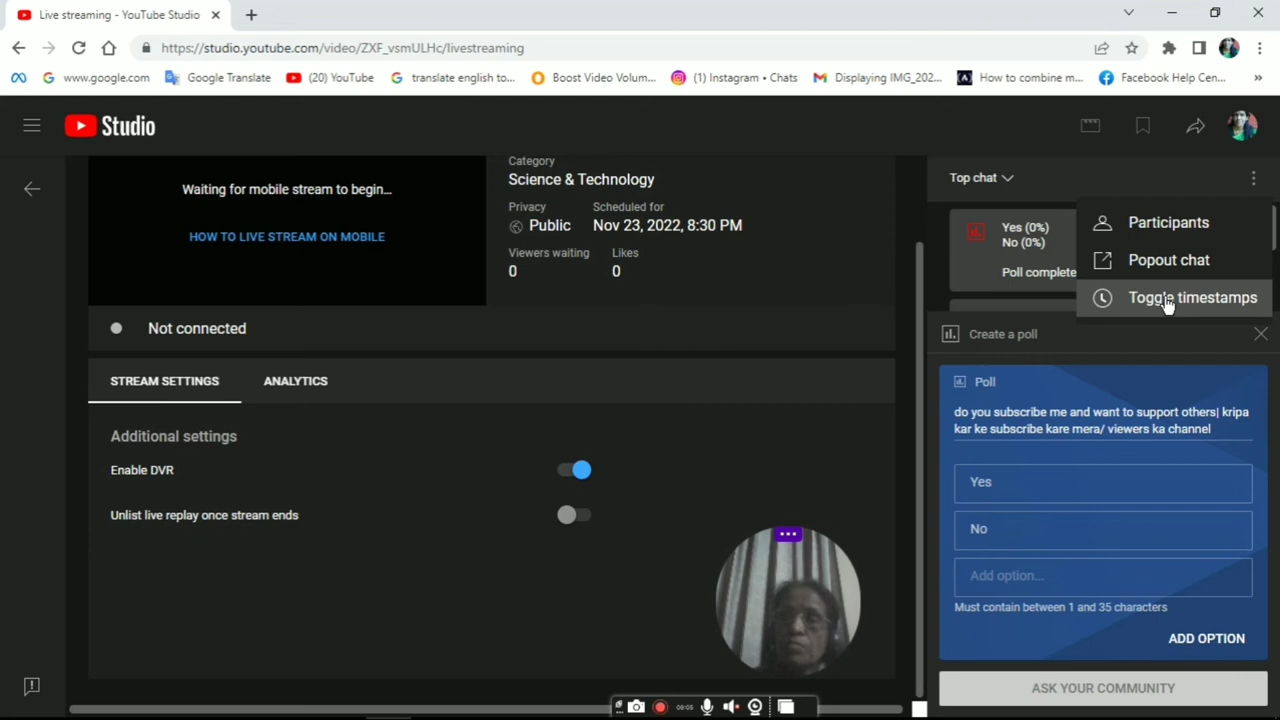 Live streaming - YouTube Studio
https://studio.youtube.com/video/ZXF_vsmULHc/livestreaming
www.google.com
Google Translate
(20) YouTube
translate english to...
Boost Video Volum...
(1) Instagram • Chats
Displaying IMG_202...
How to combine m...
Facebook Help Cen...
»
Studio
Waiting for mobile stream to begin...
HOW TO LIVE STREAM ON MOBILE
Category
Science & Technology
Privacy
Scheduled for
Public
Nov 23, 2022, 8:30 PM
Viewers waiting
Likes
0
0
Not connected
STREAM SETTINGS
ANALYTICS
Additional settings
Enable DVR
Unlist live replay once stream ends
Top chat
Yes (0%)
No (0%)
Poll complete
Participants
Popout chat
Toggle timestamps
Create a poll
Poll
do you subscribe me and want to support others| kripa
kar ke subscribe kare mera/ viewers ka channel
Yes
No
Add option...
Must contain between 1 and 35 characters
ADD OPTION
ASK YOUR COMMUNITY